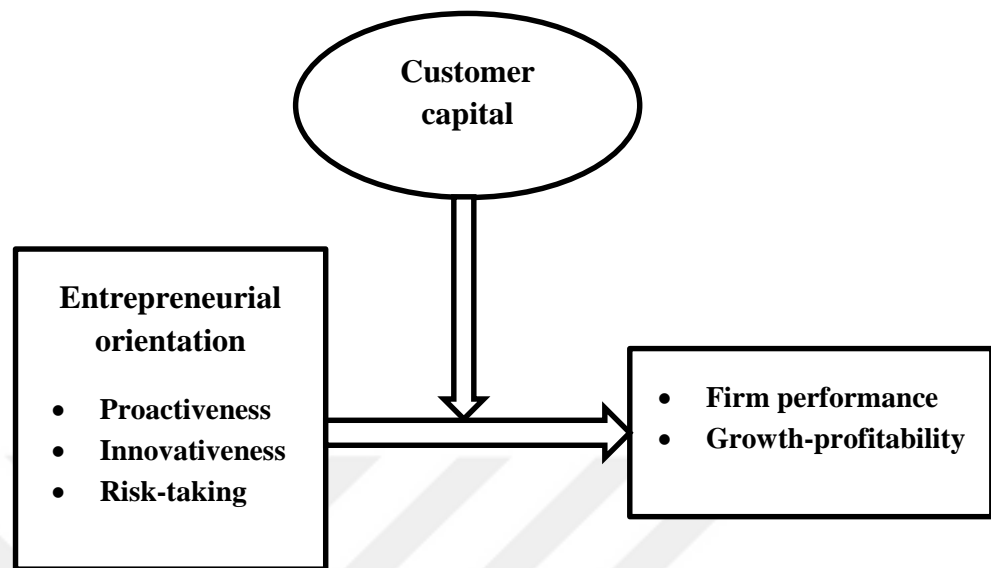 Customer
capital
Entrepreneurial
orientation
• Proactiveness
• Innovativeness
• Risk-taking
• Firm performance
• Growth-profitability